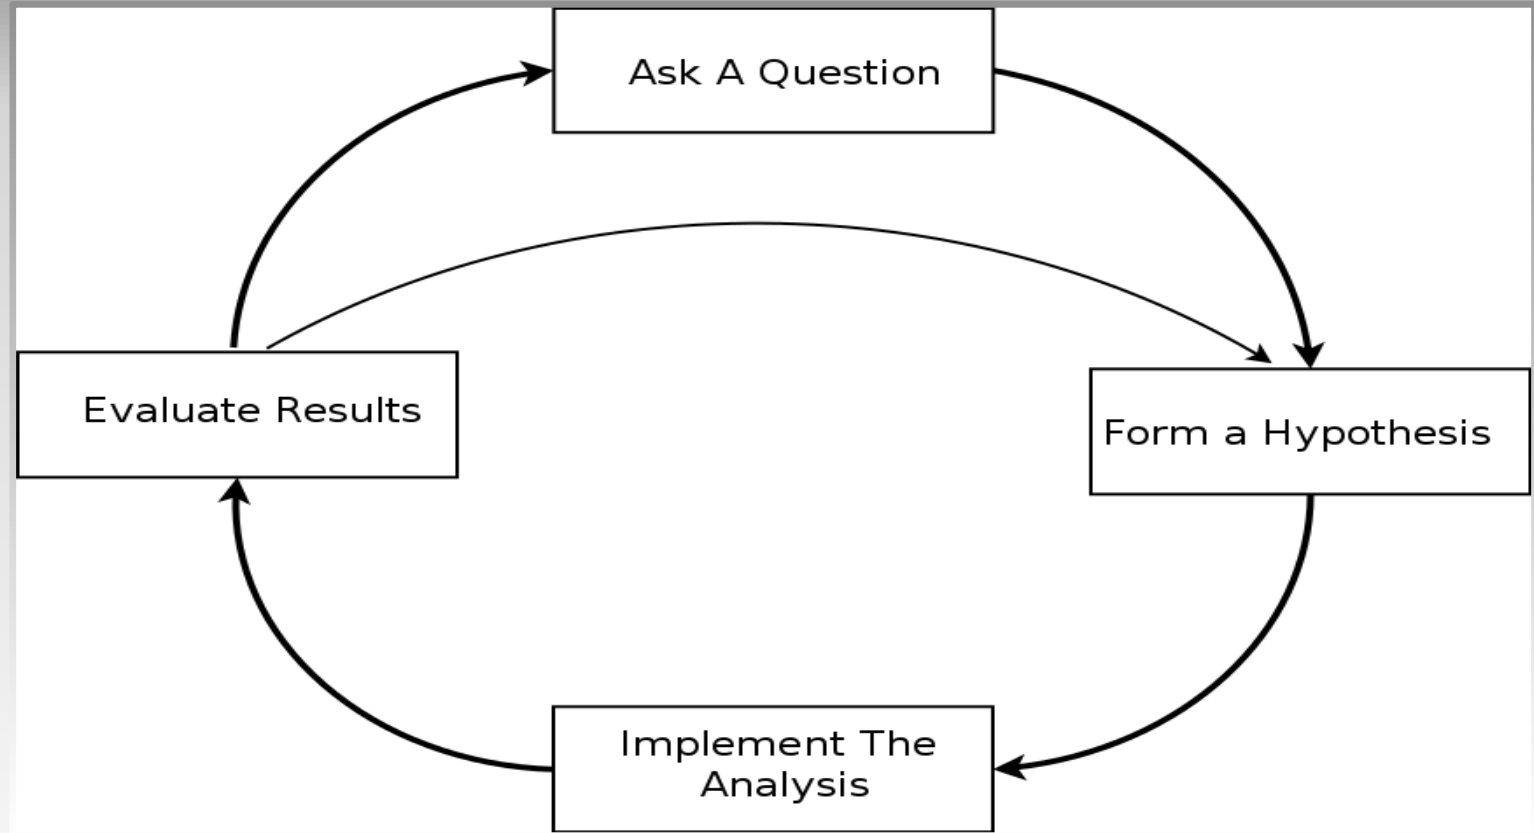 Ask A Question
Evaluate Results
Form a Hypothesis
Implement The
Analysis